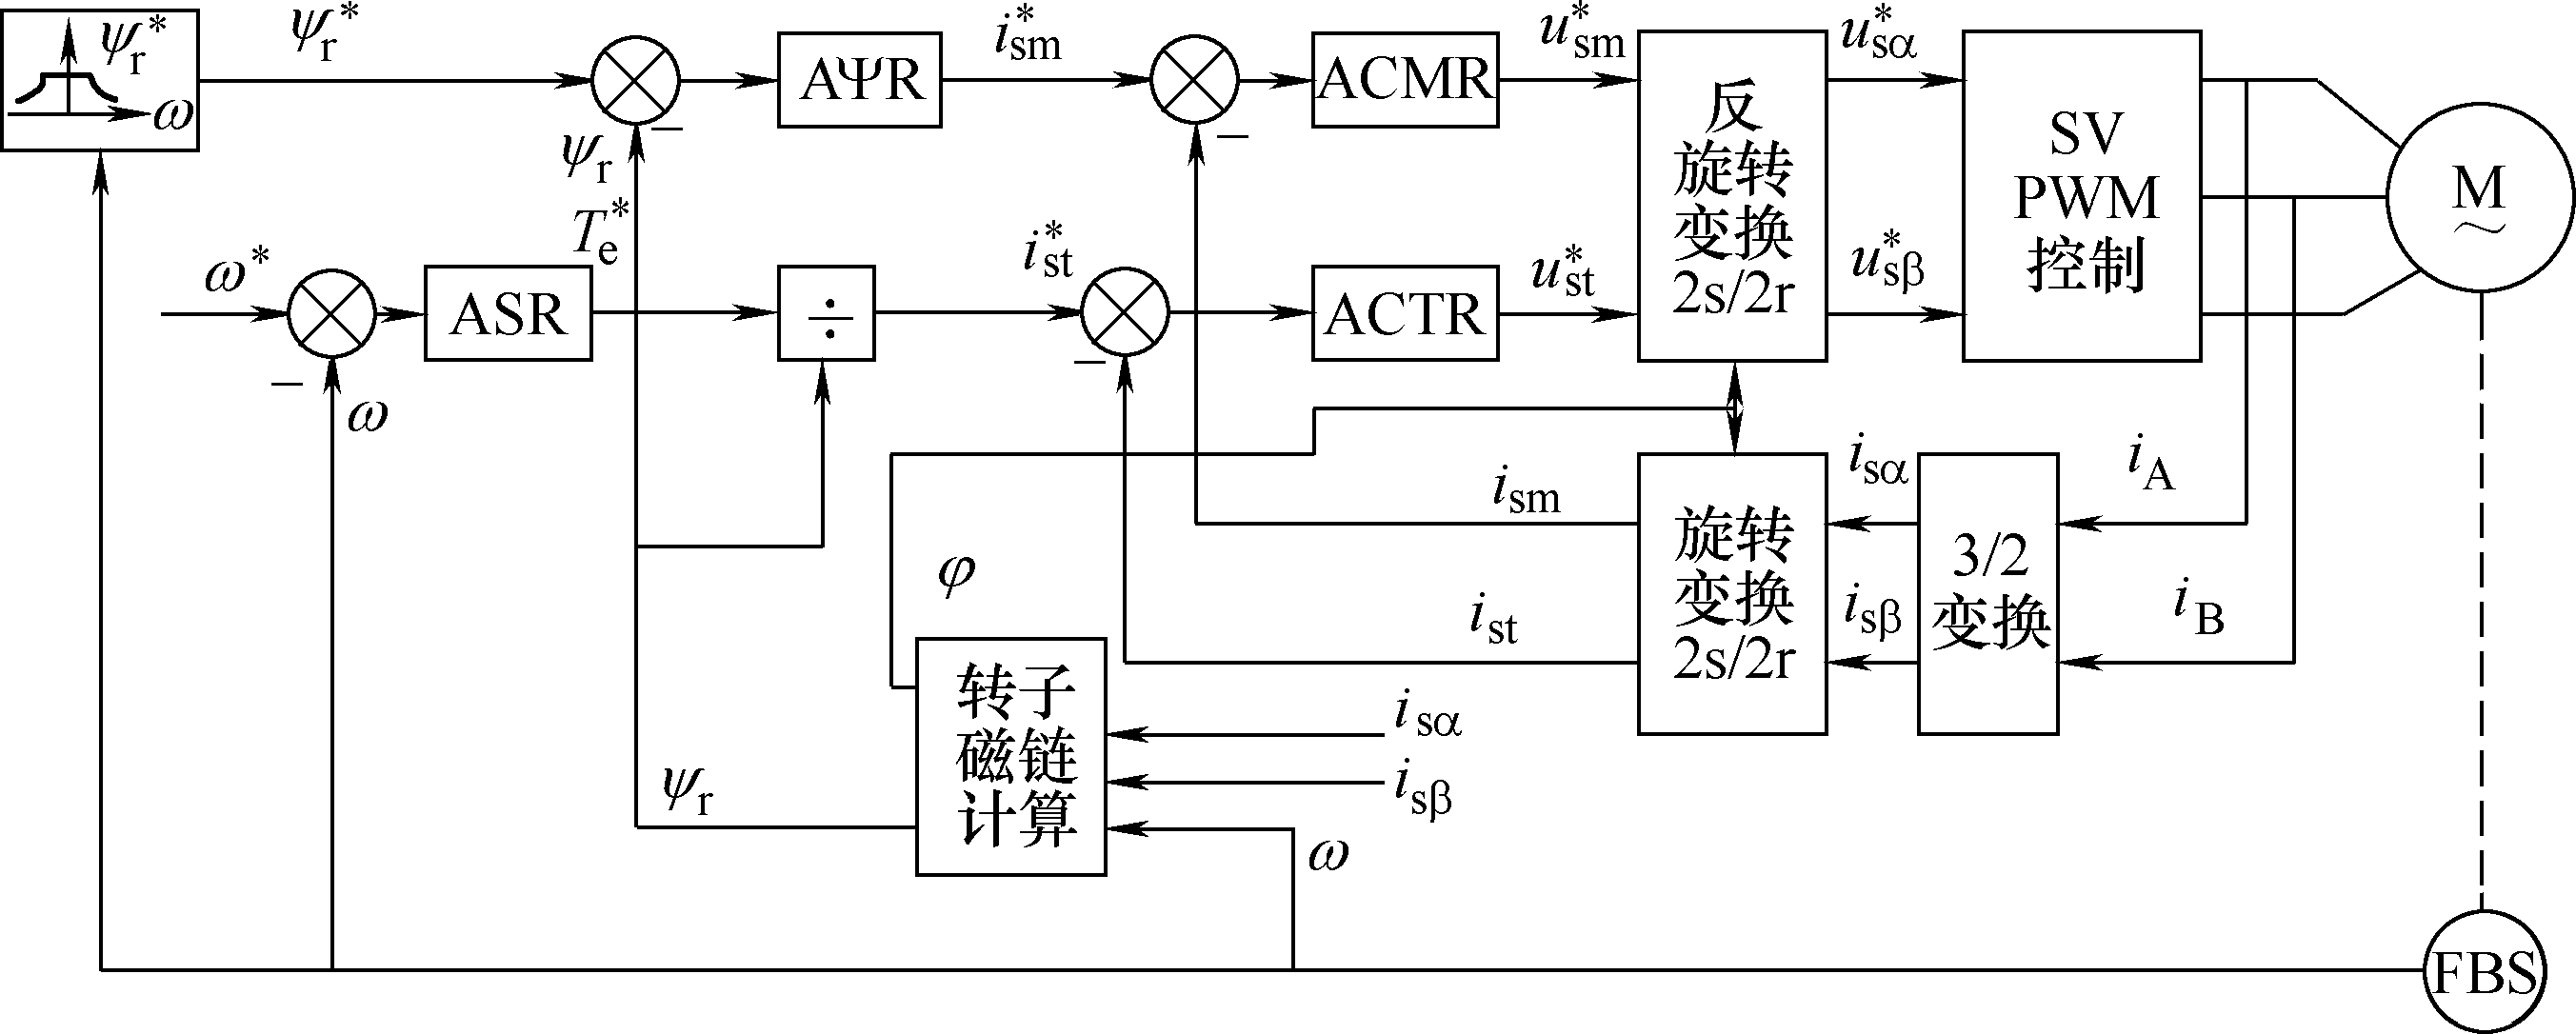 ψr*
ω
ψr*
ψr
−
AΨR
i*sm
−
ACMR
u*sm
反
旋转
变换
2s/2r
u*sα
u*sβ
SV
PWM
控制
M
~
ω*
−
ω
ASR
Te*
÷
i*st
−
ACTR
u*st
φ
ism
ist
旋转
变换
2s/2r
isα
isβ
3/2
变换
iA
iB
转子
磁链
计算
isα
isβ
ω
ψr
FBS